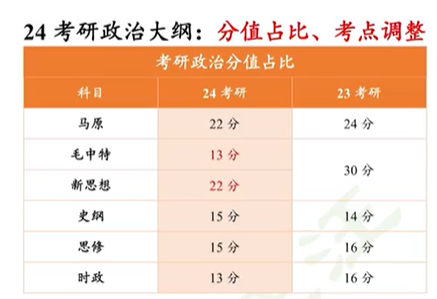 24 考研政治大纲：分值占比、考点调整
考研政治分值占比
科目 24 考研 23 考研
马原 22 分 24 分
毛中特 13 分 30 分
新思想 22 分
史纲 15 分 14 分
思修 15 分 16 分
时政 13 分 16 分